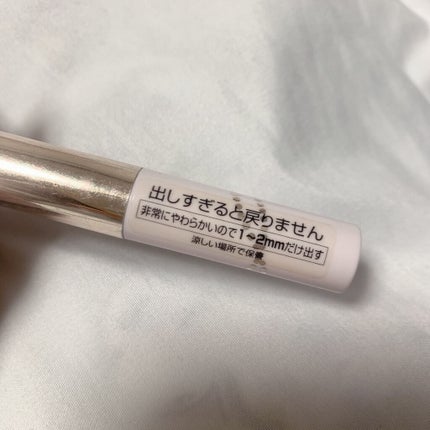 出しすぎると戻りません
非常にやわらかいので1~2mmだけ出す
涼しい場所で保管